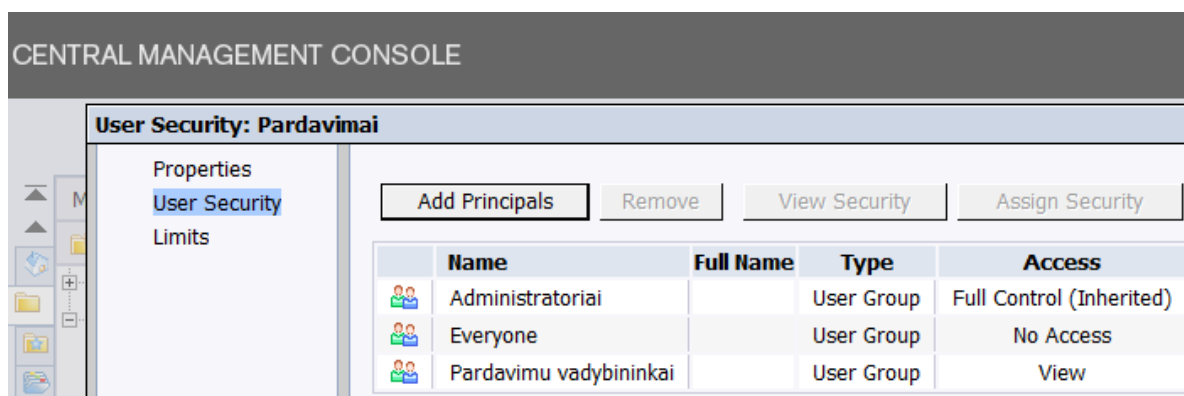 CENTRAL MANAGEMENT CONSOLE
User Security: Pardavimai
Properties
User Security
Limits
M
Add Principals Remove View Security Assign Security
Name Full Name Type Access
Administratoriai User Group Full Control (Inherited)
Everyone User Group No Access
Pardavimu vadybininkai User Group View